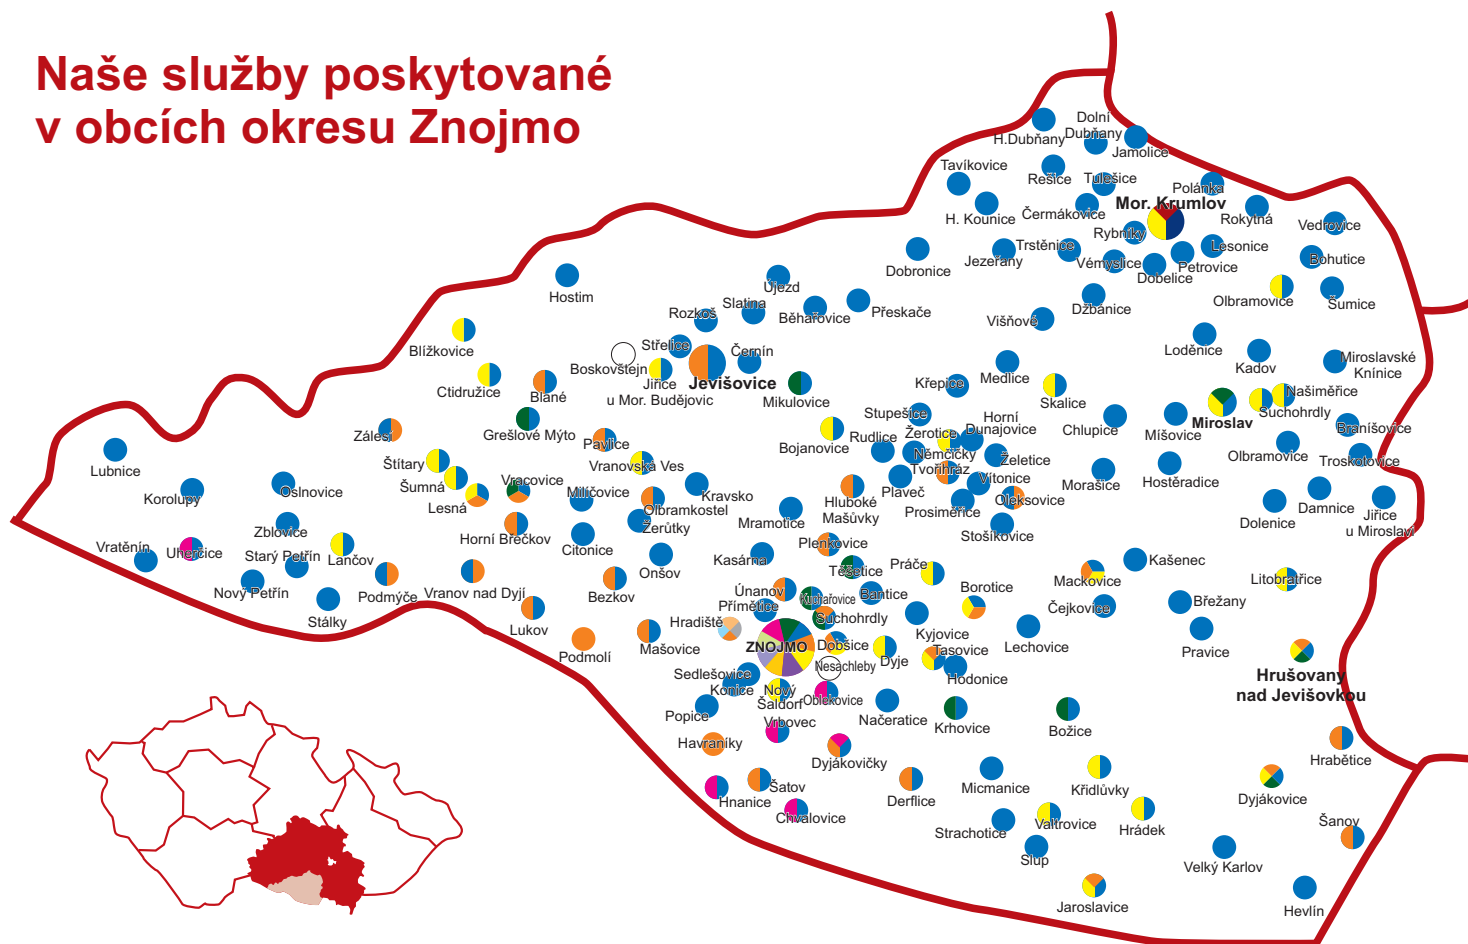 Naše služby poskytované
v obcích okresu Znojmo
Dolní
Dubňany
H.Dubňany
Jamolice
Tavíkovice
Rešice
Tulešice
Polánka
Mor. Krumlov
H. Kounice
Čermákovice
Rokytná
Vedrovice
Rybníky
Trstěnice
Lesonice
Dobronice
Jezeřany
Vémyslice
Petrovice
Bohutice
Dobelice
Hostim
Újezd
Slatina
Rozkoš
Běhařovice
Přeskače
Višňové
Džbánice
Olbramovice
Šumice
Blížkovice
Střelice
Černín
Boskovštejn
Jiřice
u Mor. Budějovic
Jevišovice
Loděnice
Kadov
Miroslavské
Knínice
Ctidružice
Blané
Mikulovice
Křepice
Medlice
Skalice
Našiměřice
Suchohrdly
Miroslav
Grešlové Mýto
Stupešice
Horní
Dunajovice
Chlupice
Míšovice
Branišovice
Zálesí
Pavlice
Bojanovice
Rudlice
Žerotice
Němčičky
Olbramovice
Troskotovice
Lubnice
Štítary
Vranovská Ves
Tvořihráz
Želetice
Šumná
Vracovice
Plaveč
Vítonice
Morašice
Hostěradice
Korolupy
Oslnovice
Lesná
Milíčovice
Kravsko
Hluboké
Mašůvky
Oleksovice
Damnice
Olbramkostel
Prosiměřice
Dolenice
Jiřice
u Miroslavi
Zblovice
Horní Břečkov
Žerůtky
Mramotice
Stošíkovice
Vratěnín
Uherčice
Starý Petřín
Lančov
Citonice
Plenkovice
Kasárna
Onšov
Těšetice
Práče
Kašenec
Nový Petřín
Podmýče
Vranov nad Dyjí
Bezkov
Únanov
Kuchařovice
Bantice
Borotice
Mackovice
Litobratřice
Stálky
Přímětice
Čejkovice
Břežany
Lukov
Hradiště
Suchohrdly
Kyjovice
Mašovice
ZNOJMO
Dobšice
Tasovice
Lechovice
Pravice
Podmolí
Nesachleby
Dyje
Hodonice
Sedlešovice
Konice
Nový
Šaldorf
Oblekovice
Hrušovany
nad Jevišovkou
Popice
Vrbovec
Načeratice
Krhovice
Božice
Havraníky
Dyjákovičky
Hrabětice
Šatov
Hnanice
Derflice
Micmanice
Křidlůvky
Dyjákovice
Chvalovice
Strachotice
Valtrovice
Hrádek
Šanov
Slup
Velký Karlov
Jaroslavice
Hevlín